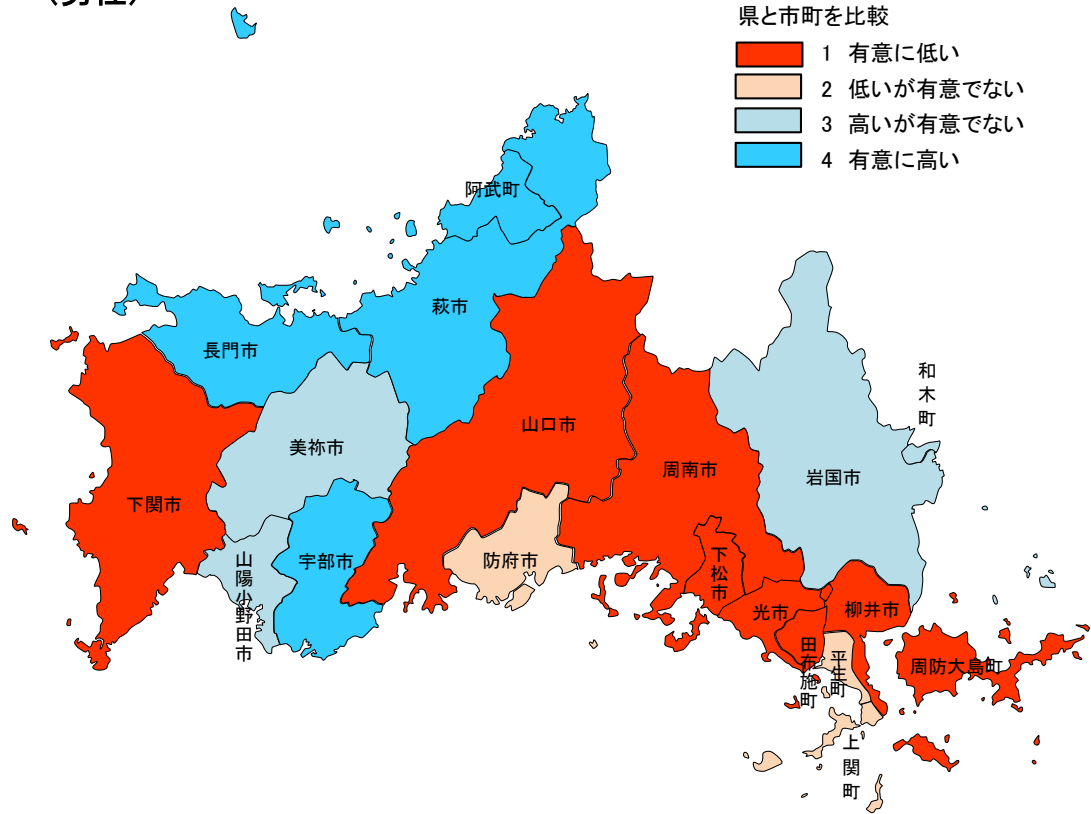 県と市町を比較
1 有意に低い
2 低いが有意でない
3 高いが有意でない
4 有意に高い
阿武町
萩市
長門市
和木町
山口市
美祢市
周南市
岩国市
下関市
防府市
宇部市
山陽小野田市
下松市
光市
柳井市
田布施町
平生町
周防大島町
上関町